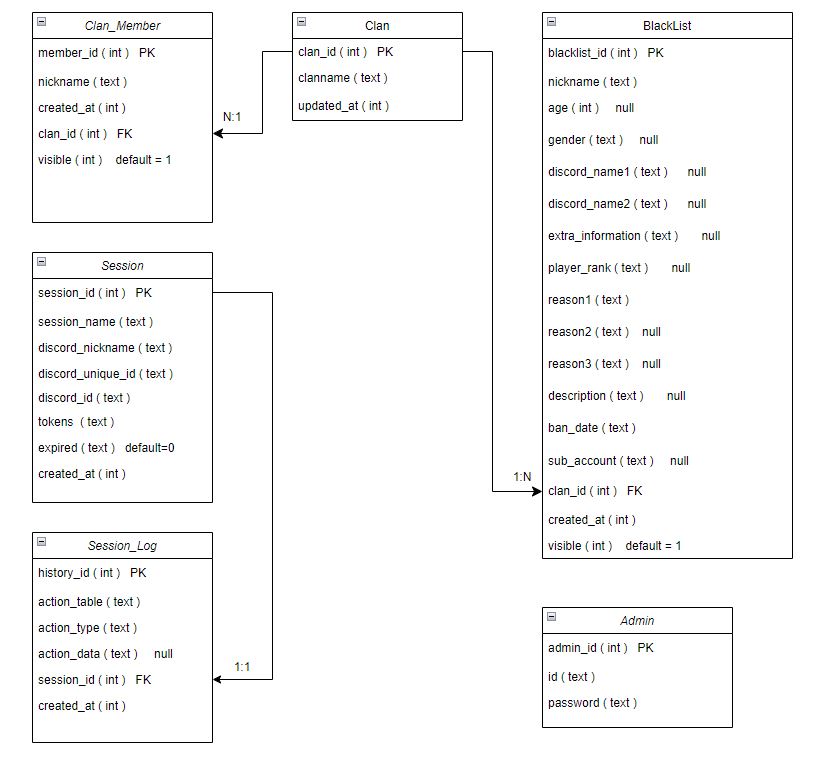 Clan_Member
member_id ( int ) PK
nickname ( text )
created_at ( int )
clan_id ( int ) FK
visible ( int ) default = 1
N:1
Clan
clan_id ( int ) PK
clanname ( text )
updated_at ( int )
BlackList
blacklist_id ( int ) PK
nickname ( text )
age ( int ) null
gender ( text ) null
discord_name1 ( text ) null
discord_name2 ( text ) null
extra_information ( text ) null
player_rank ( text ) null
reason1 ( text )
reason2 ( text ) null
reason3 ( text ) null
description ( text ) null
ban_date ( text )
sub_account ( text ) null
clan_id ( int ) FK
created_at ( int )
visible ( int ) default = 1
1:N
Session
session_id ( int ) PK
session_name ( text )
discord_nickname ( text )
discord_unique_id ( text )
discord_id ( text )
tokens ( text )
expired ( text ) default=0
created_at ( int )
Session_Log
history_id ( int ) PK
action_table ( text )
action_type ( text )
action_data ( text ) null
session_id ( int ) FK
created_at ( int )
1:1
Admin
admin_id ( int ) PK
id ( text )
password ( text )